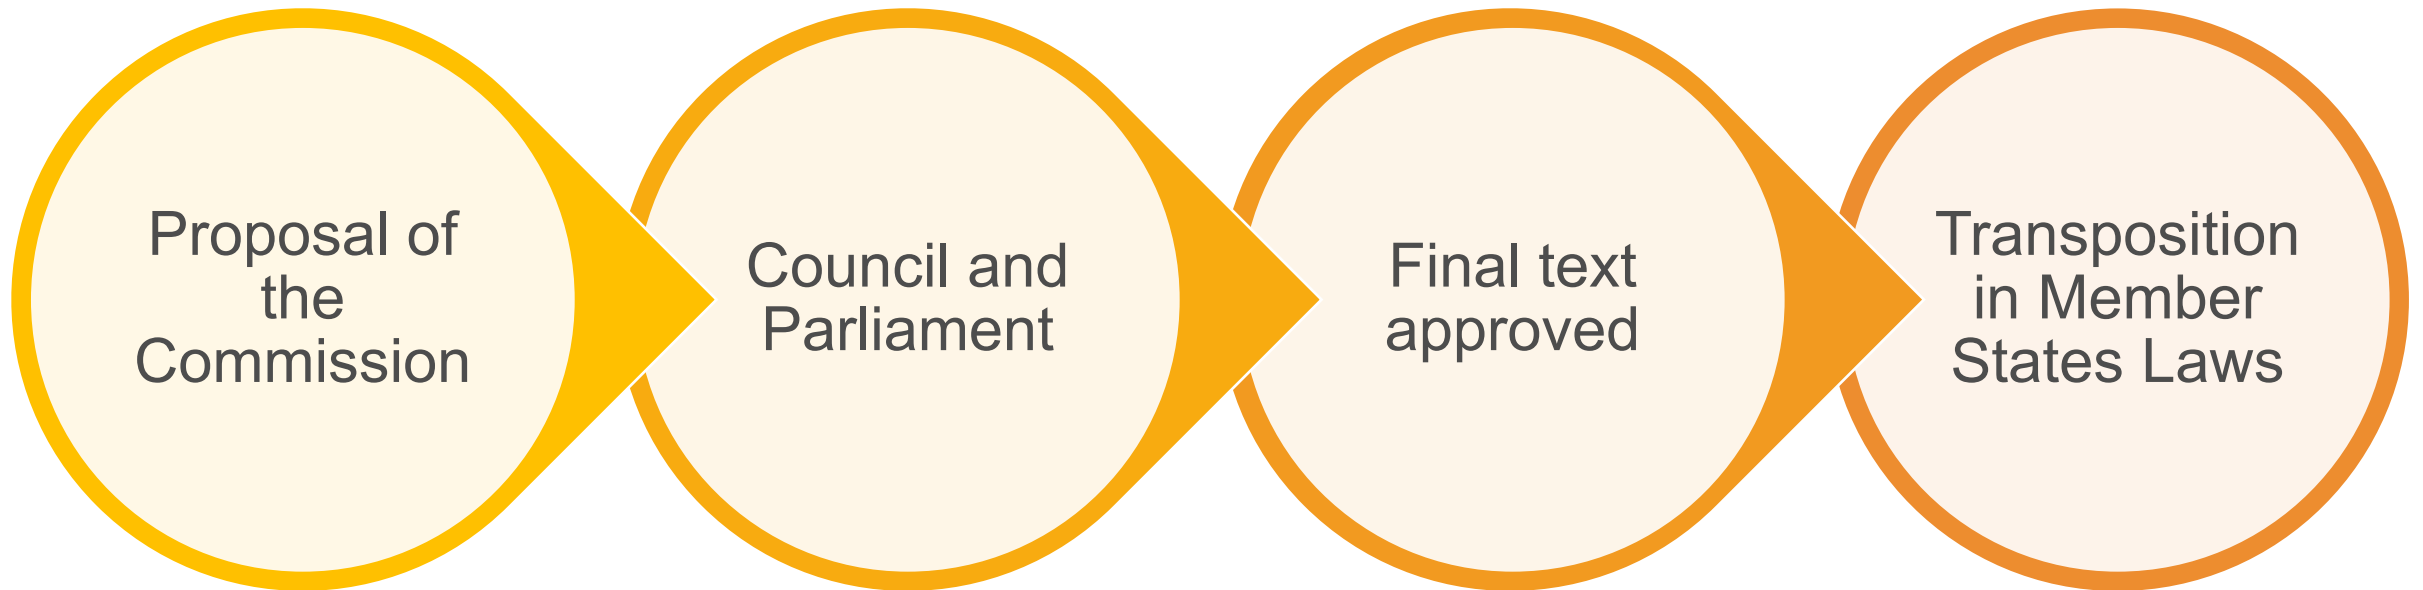 Proposal of
the
Commission
Council and
Parliament
Final text
approved
Transposition
in Member
States Laws